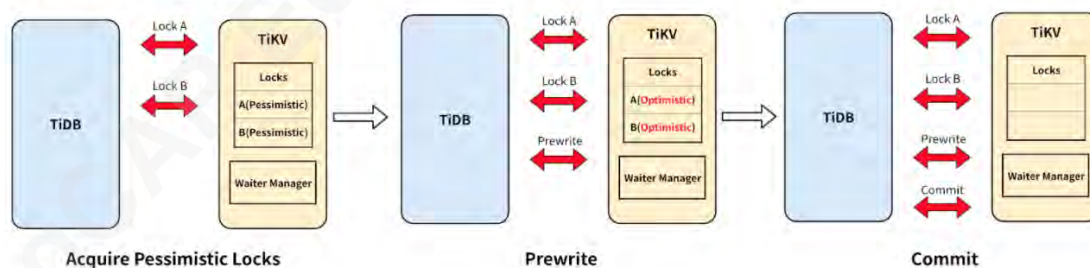 Lock A
Lock B
TiDB
TiKV
Locks
A(Pessimistic)
B(Pessimistic)
Waiter Manager
Acquire Pessimistic Locks
Lock A
Lock B
Prewrite
TiDB
TiKV
Locks
A(Optimistic)
B(Optimistic)
Waiter Manager
Prewrite
Lock A
Lock B
Prewrite
Commit
TiDB
TiKV
Locks
Waiter Manager
Commit